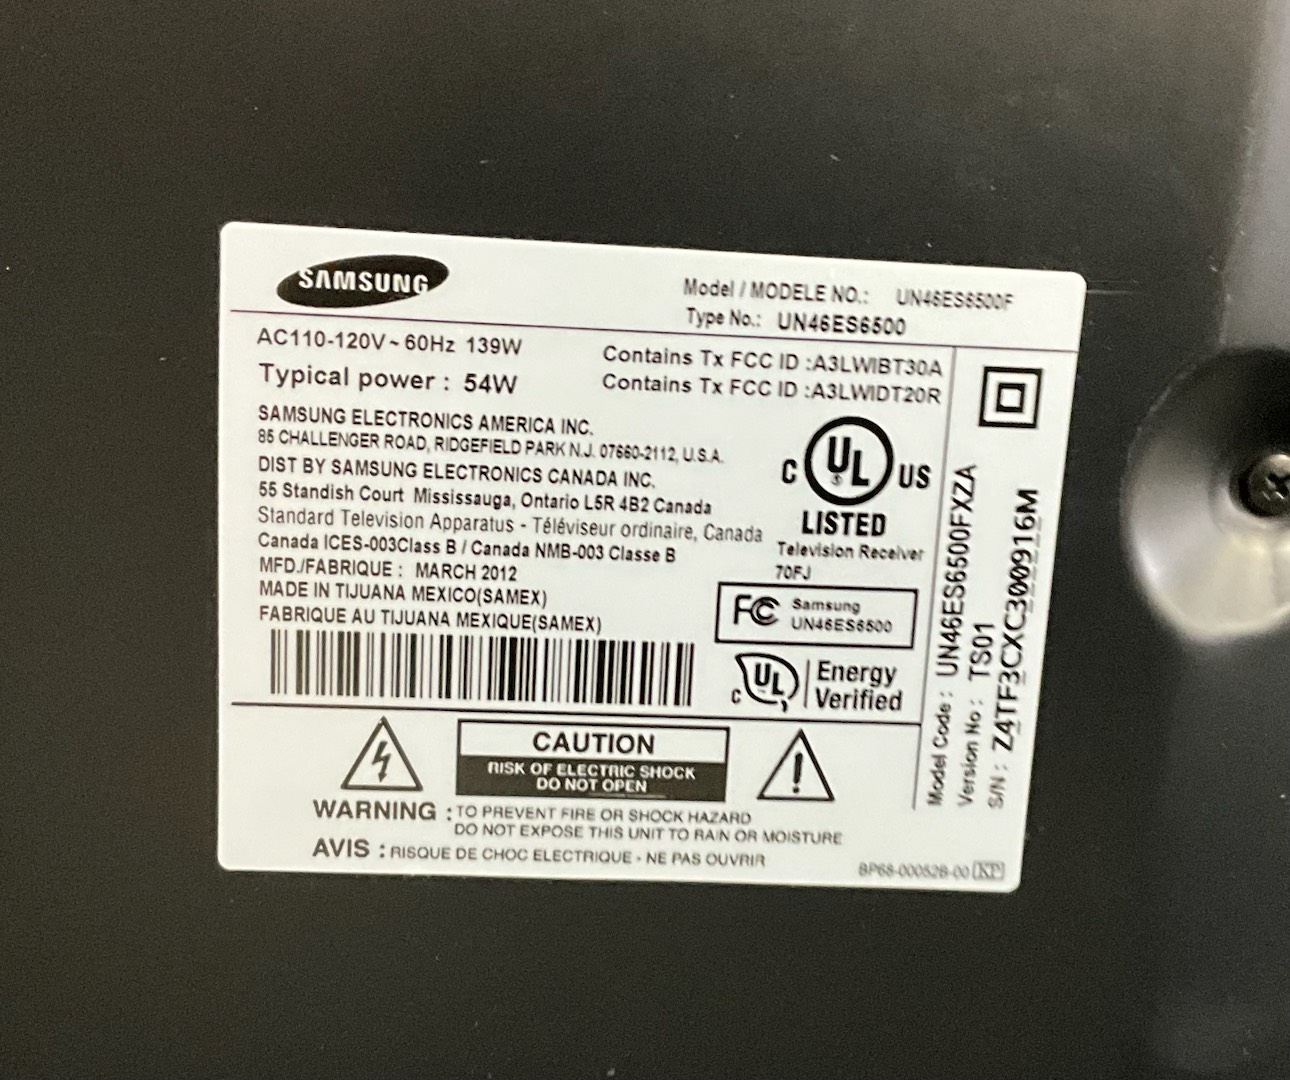 SAMSUNG
Model / MODELE NO.: UN46ES6500F
Type No.: UN46ES6500
AC110-120V ~ 60Hz 139W
Typical power : 54W
Contains Tx FCC ID :A3LWIBT30A
Contains Tx FCC ID :A3LWIDT20R
SAMSUNG ELECTRONICS AMERICA INC.
85 CHALLENGER ROAD, RIDGEFIELD PARK N.J. 07660-2112, U.S.A.
DIST BY SAMSUNG ELECTRONICS CANADA INC.
55 Standish Court Mississauga, Ontario L5R 4B2 Canada
Standard Television Apparatus - Téléviseur ordinaire, Canada
Canada ICES-003Class B / Canada NMB-003 Classe B
MFD./FABRIQUE : MARCH 2012
MADE IN TIJUANA MEXICO(SAMEX)
FABRIQUE AU TIJUANA MEXIQUE(SAMEX)
C UL US
LISTED
Television Receiver
70FJ
FC Samsung
UN46ES6500
C UL Energy
Verified
Model Code : UN46ES6500FXZA
Version No : TS01
S/N : Z4TF3CXC300916M
CAUTION
RISK OF ELECTRIC SHOCK
DO NOT OPEN
WARNING : TO PREVENT FIRE OR SHOCK HAZARD
DO NOT EXPOSE THIS UNIT TO RAIN OR MOISTURE
AVIS : RISQUE DE CHOC ELECTRIQUE - NE PAS OUVRIR
BP68-00052B-00